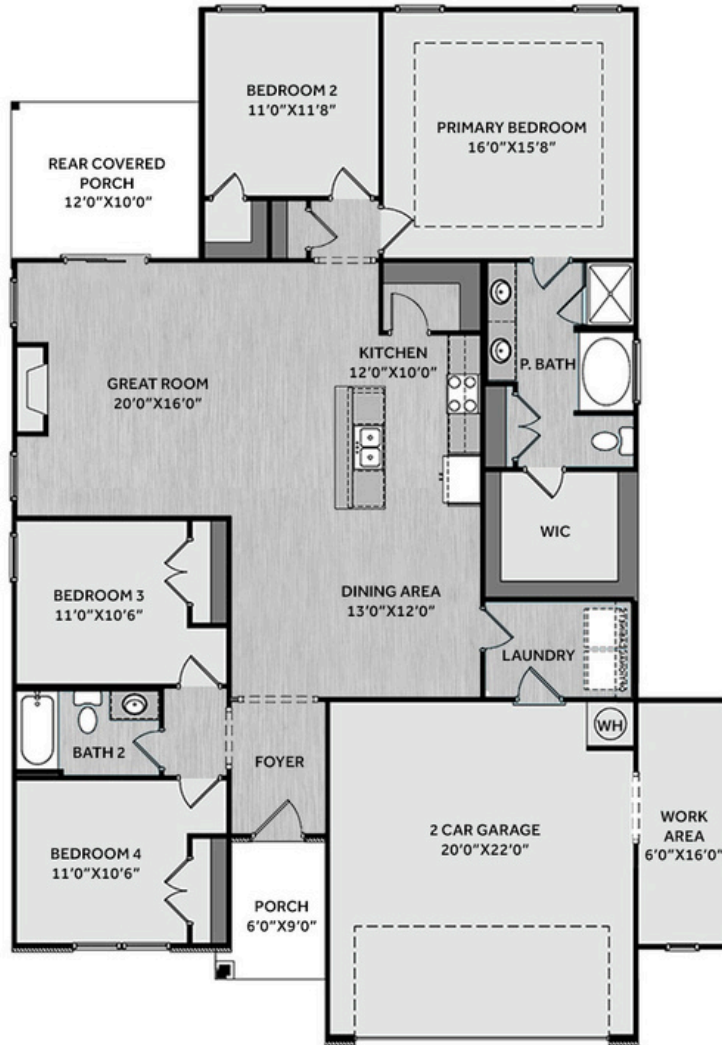 BEDROOM 2
11'0"X11'8"
PRIMARY BEDROOM
16'0"X15'8"
REAR COVERED
PORCH
12'0"X10'0"
KITCHEN
12'0"X10'0"
P. BATH
GREAT ROOM
20'0"X16'0"
WIC
BEDROOM 3
11'0"X10'6"
DINING AREA
13'0"X12'0"
LAUNDRY
BATH 2
FOYER
WH
2 CAR GARAGE
20'0"X22'0"
WORK
AREA
6'0"X16'0"
BEDROOM 4
11'0"X10'6"
PORCH
6'0"X9'0"